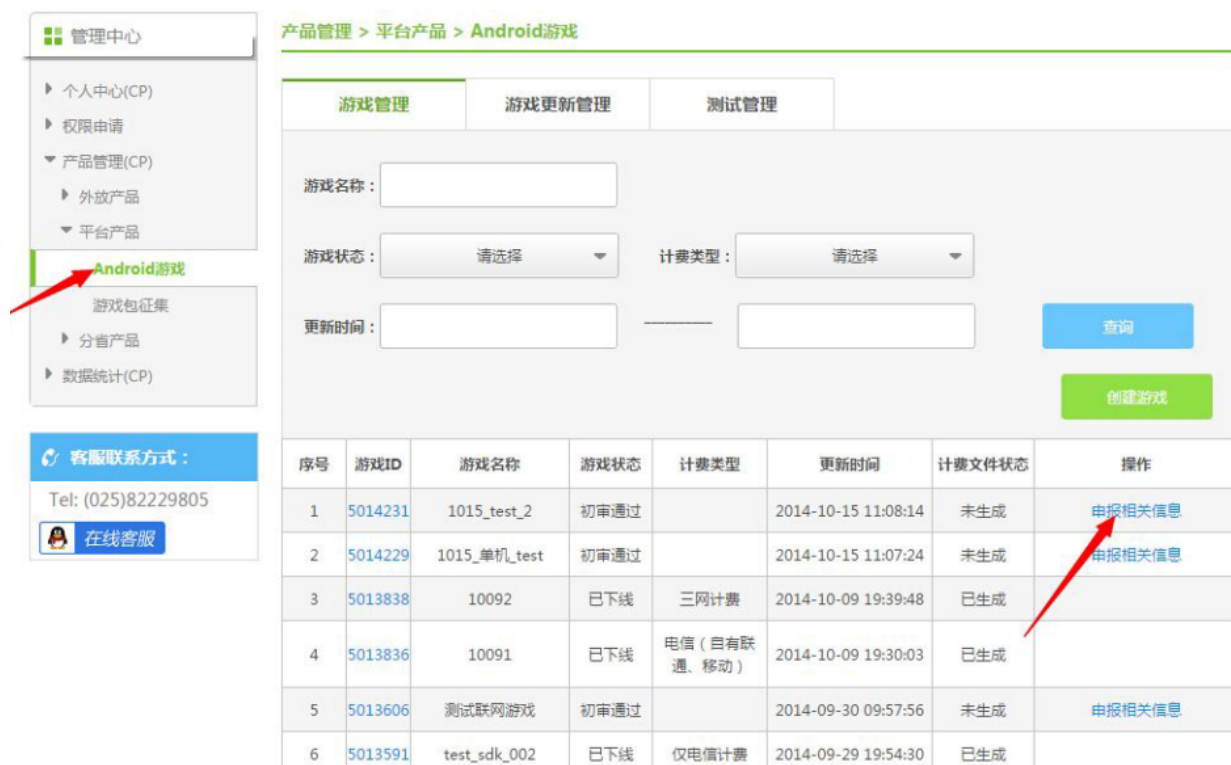 管理中心
个人中心(CP)
权限申请
产品管理(CP)
外放产品
平台产品
Android游戏
游戏包征集
分省产品
数据统计(CP)
客服联系方式：
Tel: (025)82229805
在线客服
产品管理 > 平台产品 > Android游戏
游戏管理 游戏更新管理 测试管理
游戏名称：
游戏状态： 请选择 计费类型： 请选择
更新时间： 查询
创建游戏
序号 游戏ID 游戏名称 游戏状态 计费类型 更新时间 计费文件状态 操作
1 5014231 1015_test_2 初审通过 2014-10-15 11:08:14 未生成 申报相关信息
2 5014229 1015_单机_test 初审通过 2014-10-15 11:07:24 未生成 申报相关信息
3 5013838 10092 已下线 三网计费 2014-10-09 19:39:48 已生成
4 5013836 10091 已下线 电信（自有联 2014-10-09 19:30:03 已生成
通、移动）
5 5013606 测试联网游戏 初审通过 2014-09-30 09:57:56 未生成 申报相关信息
6 5013591 test_sdk_002 已下线 仅电信计费 2014-09-29 19:54:30 已生成